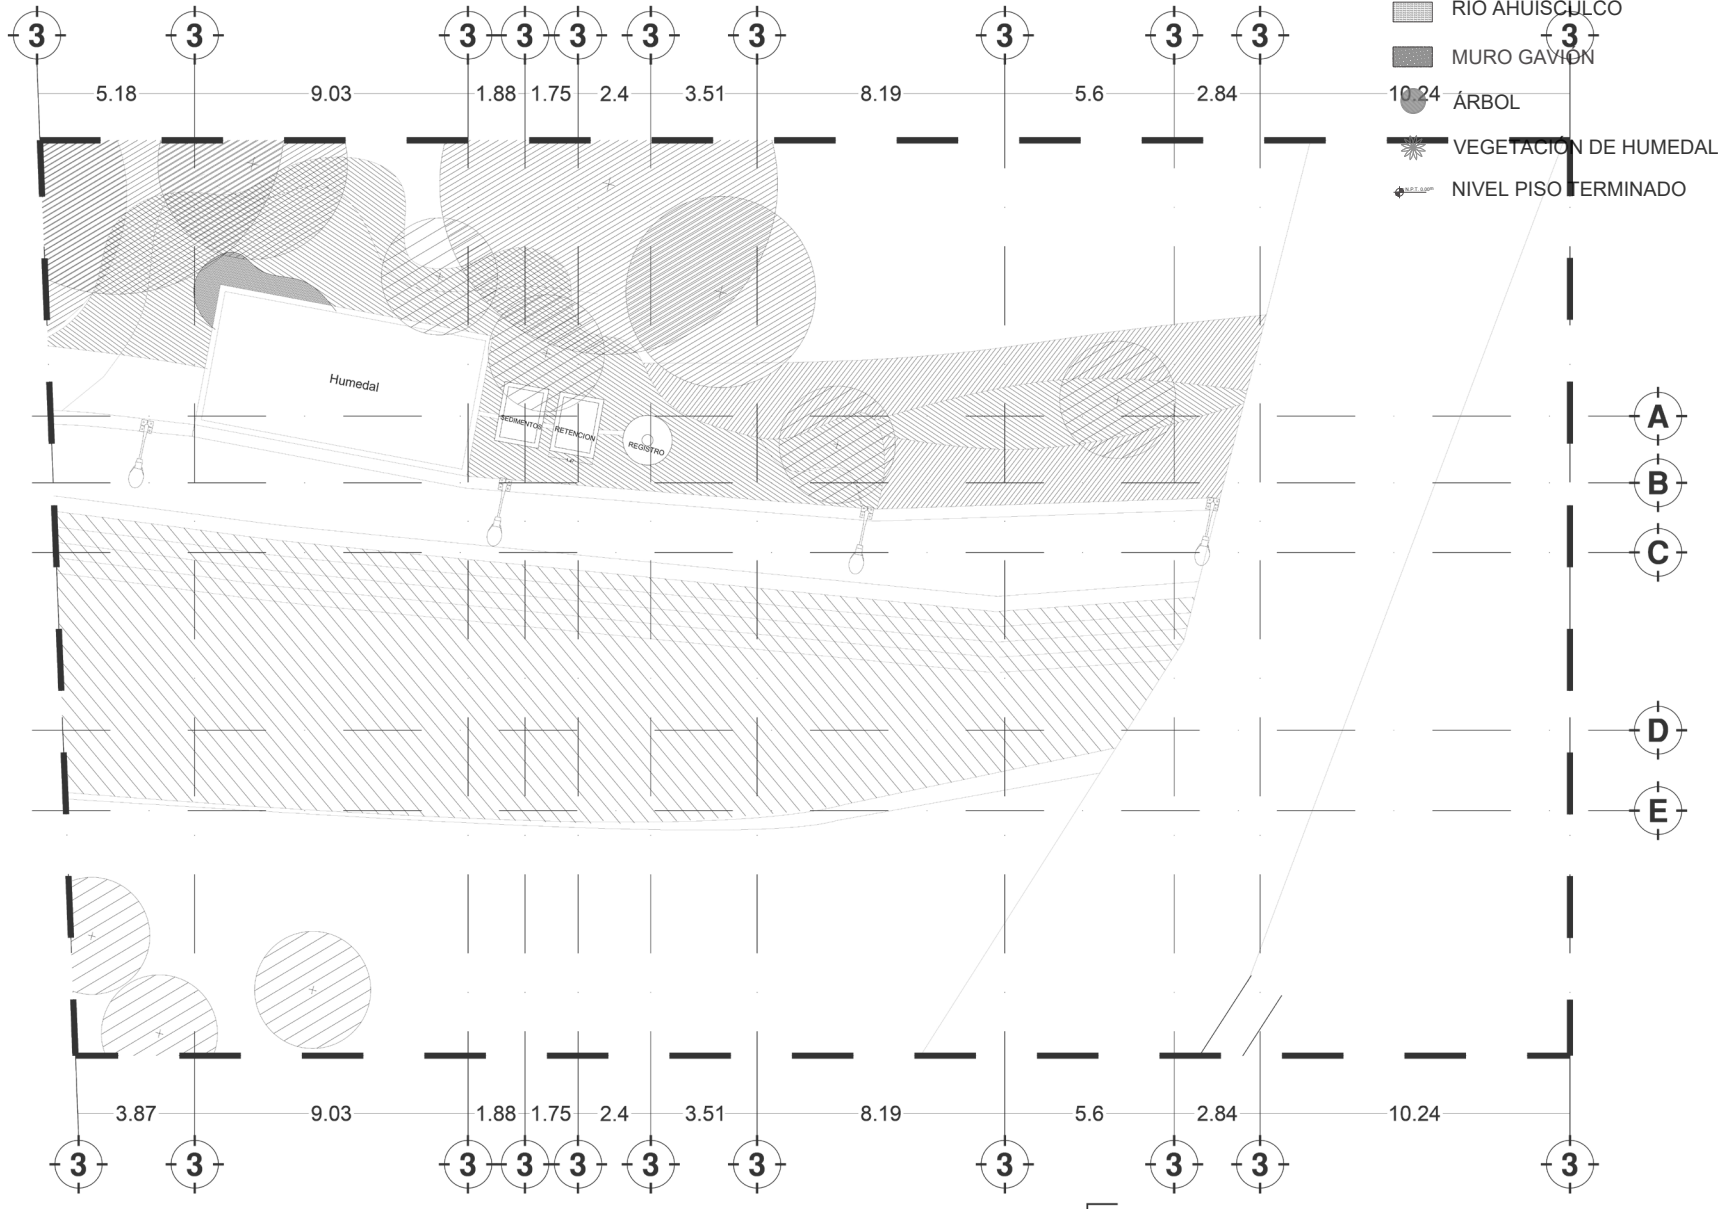 3 3 3 3 3 3 3 3 3 3 3
RIO AHUISCULCO
MURO GAVIÓN
5.18 9.03 1.88 1.75 2.4 3.51 8.19 5.6 2.84 10.24
ÁRBOL
VEGETACIÓN DE HUMEDAL
N.P.T. 0.00m NIVEL PISO TERMINADO
Humedal
A
SEDIMENTOS
RETENCION
REGISTRO
B
C
D
E
3.87 9.03 1.88 1.75 2.4 3.51 8.19 5.6 2.84 10.24
3 3 3 3 3 3 3 3 3 3 3